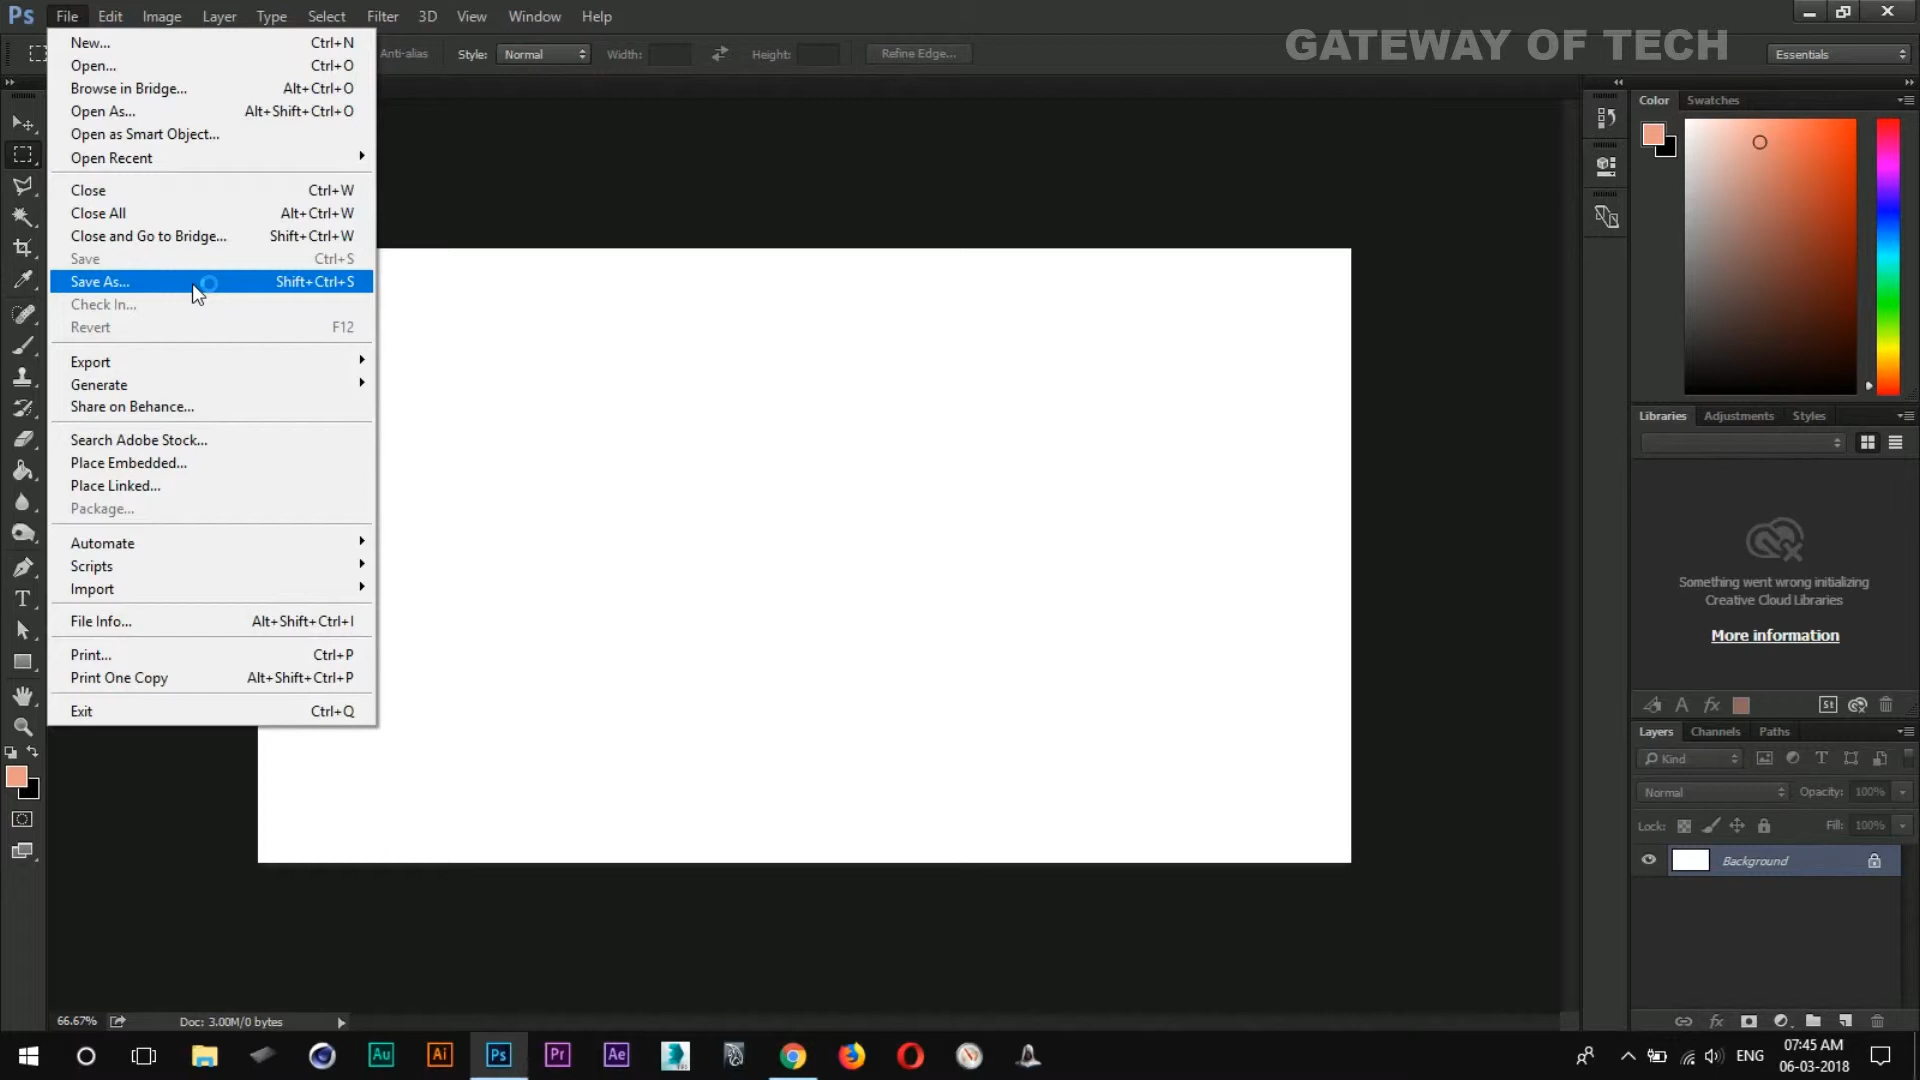 Ps File Edit Image Layer Type Select Filter 3D View Window Help
GATEWAY OF TECH
Anti-alias Style: Normal Width: Height: Refine Edge... Essentials
New... Ctrl+N
Open... Ctrl+O
Browse in Bridge... Alt+Ctrl+O
Open As... Alt+Shift+Ctrl+O
Open as Smart Object...
Open Recent
Close Ctrl+W
Close All Alt+Ctrl+W
Close and Go to Bridge... Shift+Ctrl+W
Save Ctrl+S
Save As... Shift+Ctrl+S
Check In...
Revert F12
Export
Generate
Share on Behance...
Search Adobe Stock...
Place Embedded...
Place Linked...
Package...
Automate
Scripts
Import
File Info... Alt+Shift+Ctrl+I
Print... Ctrl+P
Print One Copy Alt+Shift+Ctrl+P
Exit Ctrl+Q
Color Swatches
Libraries Adjustments Styles
Something went wrong initializing
Creative Cloud Libraries
More information
A fx St
Layers Channels Paths
Kind T
Normal Opacity: 100%
Lock: Fill: 100%
Background
fx
66.67% Doc: 3.00M/0 bytes
Au Ai Ps Pr Ae
ENG
07:45 AM
06-03-2018